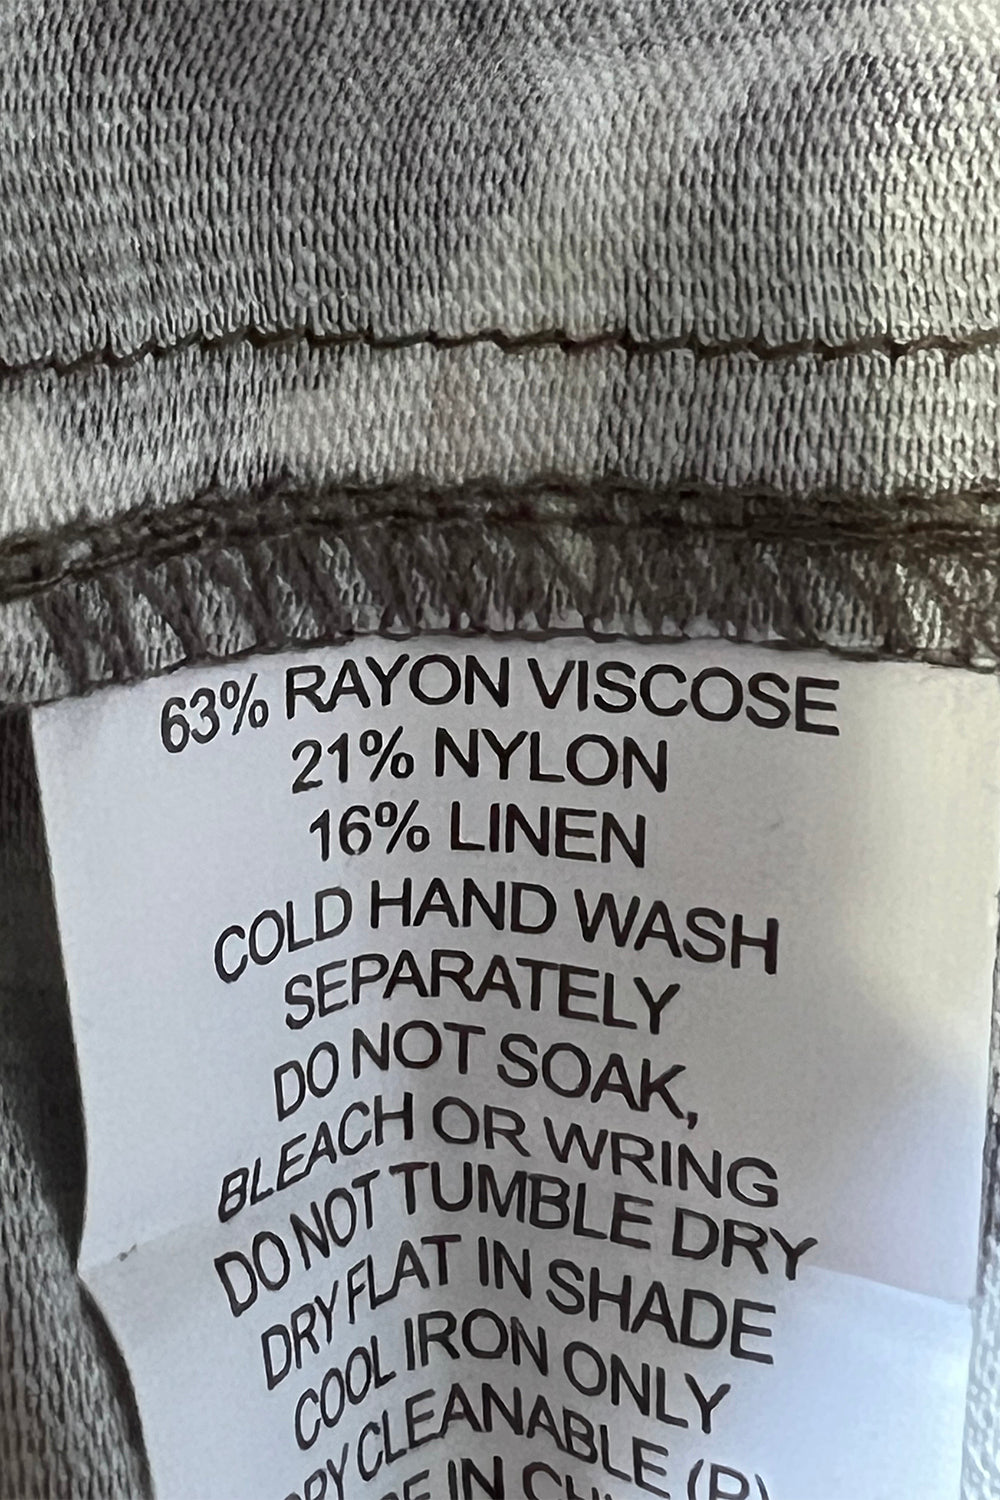 63% RAYON VISCOSE
21% NYLON
16% LINEN
COLD HAND WASH
SEPARATELY
DO NOT SOAK,
BLEACH OR WRING
DO NOT TUMBLE DRY
DRY FLAT IN SHADE
COOL IRON ONLY
DRY CLEANABLE (P)
IN